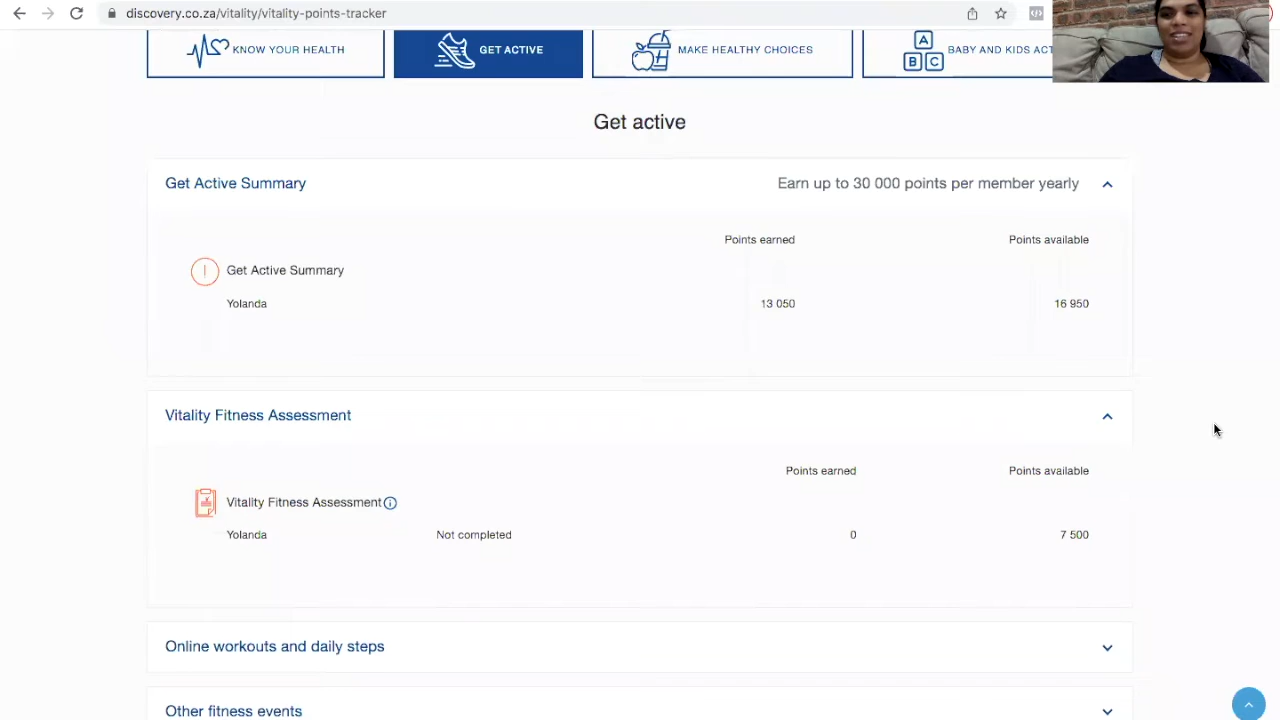 discovery.co.za/vitality/vitality-points-tracker
KNOW YOUR HEALTH
GET ACTIVE
MAKE HEALTHY CHOICES
A
B C
BABY AND KIDS ACT
Get active
Get Active Summary Earn up to 30 000 points per member yearly
Points earned Points available
Get Active Summary
Yolanda 13 050 16 950
Vitality Fitness Assessment
Points earned Points available
Vitality Fitness Assessment
Yolanda Not completed 0 7 500
Online workouts and daily steps
Other fitness events